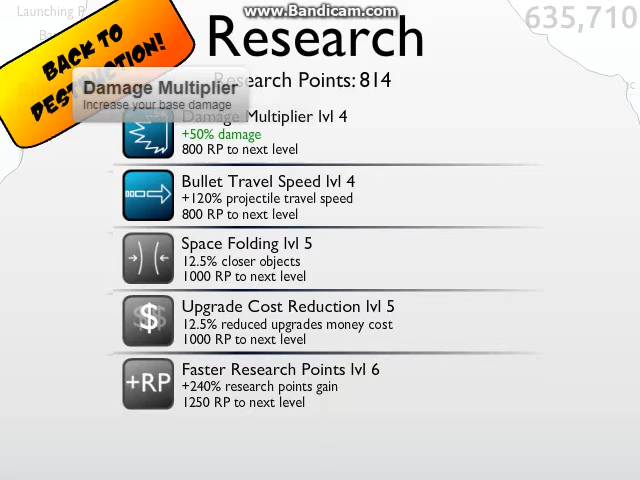 www.Bandicam.com
Launching R
635,710
BACK TO
DESTRUCTION!
Research
Research Points: 814
Damage Multiplier
Increase your base damage
Damage Multiplier lvl 4
+50% damage
800 RP to next level
Bullet Travel Speed lvl 4
+120% projectile travel speed
800 RP to next level
Space Folding lvl 5
12.5% closer objects
1000 RP to next level
$
Upgrade Cost Reduction lvl 5
12.5% reduced upgrades money cost
1000 RP to next level
+RP
Faster Research Points lvl 6
+240% research points gain
1250 RP to next level